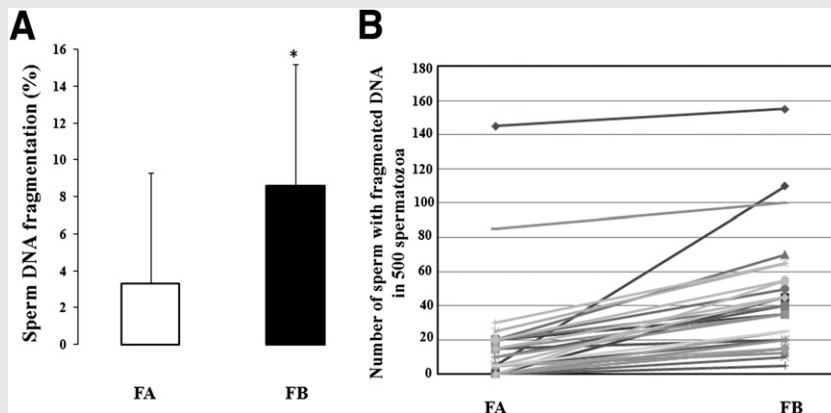 A
Sperm DNA fragmentation (%)
16
14
12
10
8
6
4
2
0
*
FA
FB
B
Number of sperm with fragmented DNA
in 500 spermatozoa
180
160
140
120
100
80
60
40
20
0
FA
FB